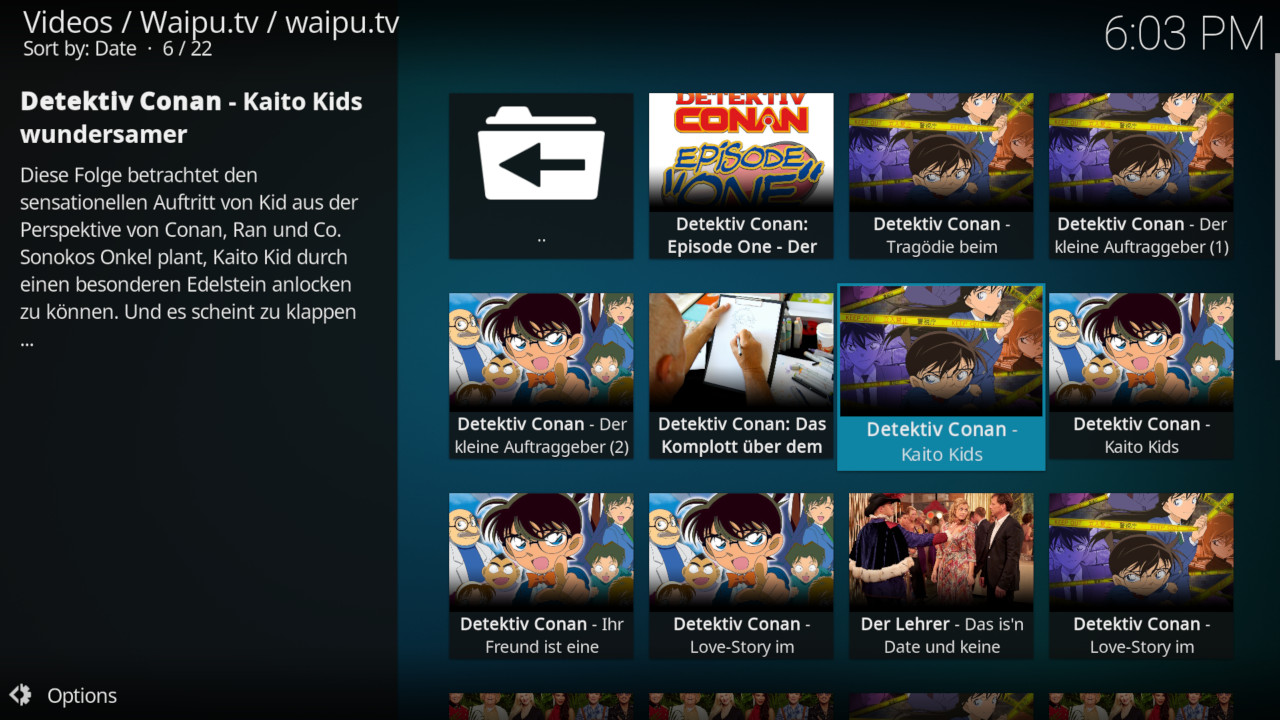 Videos / Waipu.tv / waipu.tv
Sort by: Date · 6 / 22
6:03 PM
Detektiv Conan - Kaito Kids
wundersamer
Diese Folge betrachtet den
sensationellen Auftritt von Kid aus der
Perspektive von Conan, Ran und Co.
Sonokos Onkel plant, Kaito Kid durch
einen besonderen Edelstein anlocken
zu können. Und es scheint zu klappen
...
..
DETEKTIV
CONAN
EPISODE
"ONE"
Detektiv Conan:
Episode One - Der
Detektiv Conan -
Tragödie beim
Detektiv Conan - Der
kleine Auftraggeber (1)
Detektiv Conan - Der
kleine Auftraggeber (2)
Detektiv Conan: Das
Komplott über dem
Detektiv Conan -
Kaito Kids
Detektiv Conan -
Kaito Kids
Detektiv Conan - Ihr
Freund ist eine
Detektiv Conan -
Love-Story im
Der Lehrer - Das is'n
Date und keine
Detektiv Conan -
Love-Story im
Options